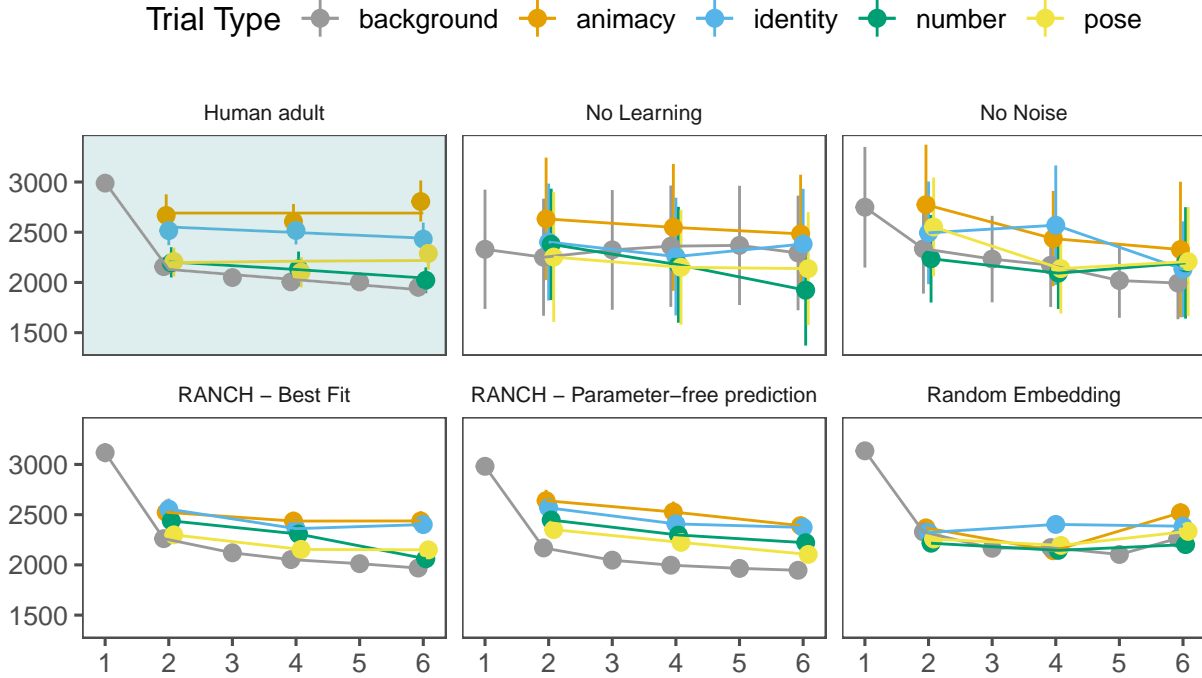 Trial Type background animacy identity number pose
Human adult No Learning No Noise
3000
2500
2000
1500
RANCH − Best Fit RANCH − Parameter−free prediction Random Embedding
3000
2500
2000
1500
1 2 3 4 5 6 1 2 3 4 5 6 1 2 3 4 5 6